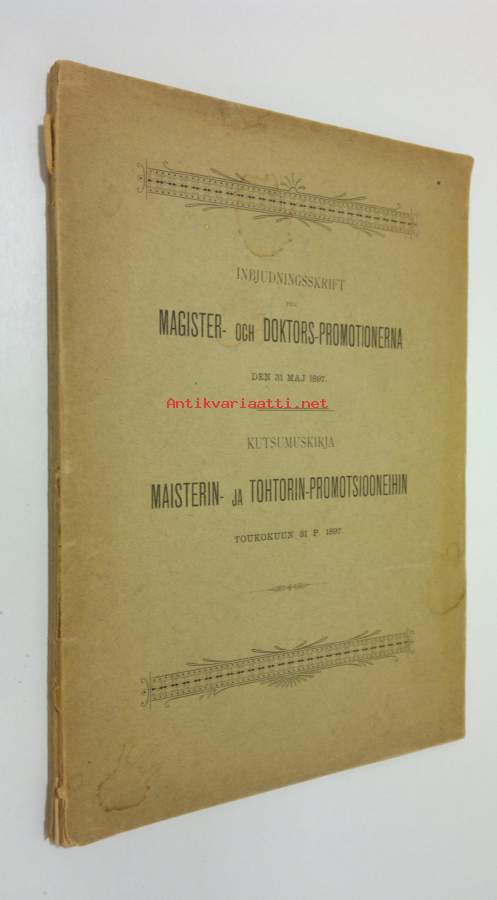 INBJUDNINGSSKRIFT
TILL
MAGISTER- OCH DOKTORS-PROMOTIONERNA
DEN 31 MAJ 1897.
Antikvariaatti.net
KUTSUMUSKIKJA
MAISTERIN- JA TOHTORIN-PROMOTSIOONEIHIN
TOUKOKUUN 31 P. 1897